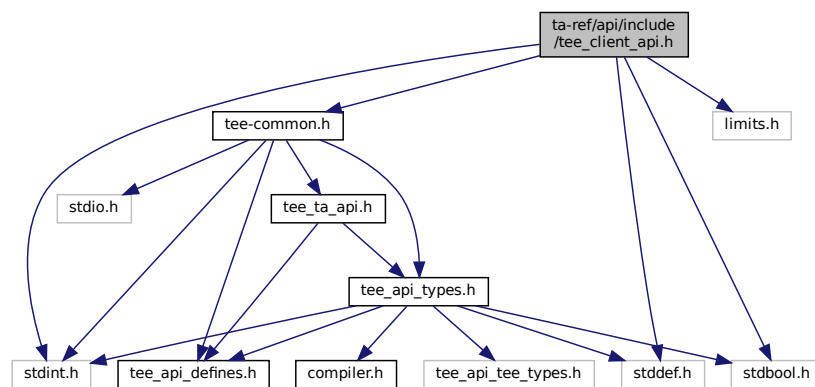 ta-ref/api/include
/tee_client_api.h
tee-common.h
limits.h
stdio.h
tee_ta_api.h
tee_api_types.h
stdint.h
tee_api_defines.h
compiler.h
tee_api_tee_types.h
stddef.h
stdbool.h